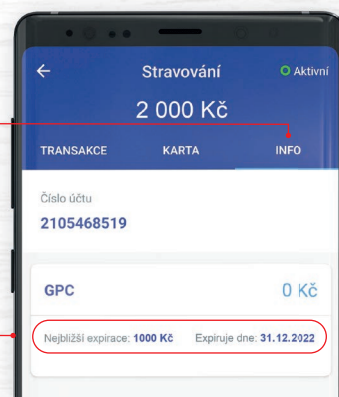 Stravování
Aktivní
2 000 Kč
TRANSAKCE KARTA INFO
Číslo účtu
2105468519
GPC 0 Kč
Nejbližší expirace: 1000 Kč Expiruje dne: 31.12.2022